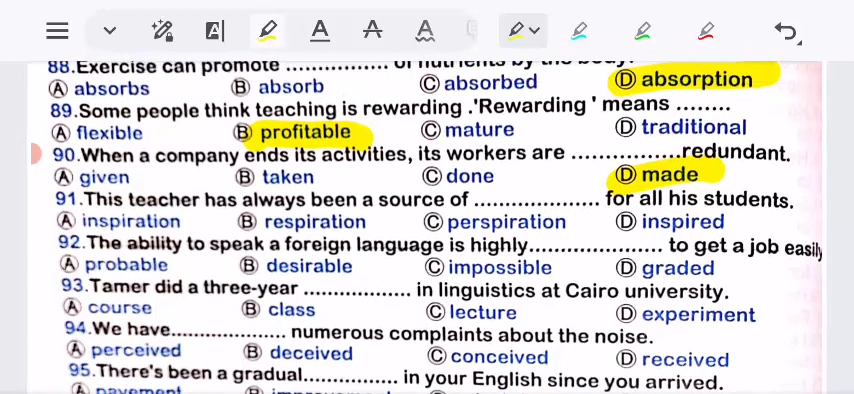 88.Exercise can promote ................ of nutrients by the body.
Ⓐ absorbs Ⓑ absorb Ⓒ absorbed Ⓓ absorption
89.Some people think teaching is rewarding .'Rewarding ' means ........
Ⓐ flexible Ⓑ profitable Ⓒ mature Ⓓ traditional
90.When a company ends its activities, its workers are .................redundant.
Ⓐ given Ⓑ taken Ⓒ done Ⓓ made
91.This teacher has always been a source of .................... for all his students.
Ⓐ inspiration Ⓑ respiration Ⓒ perspiration Ⓓ inspired
92.The ability to speak a foreign language is highly..................... to get a job easily
Ⓐ probable Ⓑ desirable Ⓒ impossible Ⓓ graded
93.Tamer did a three-year ................. in linguistics at Cairo university.
Ⓐ course Ⓑ class Ⓒ lecture Ⓓ experiment
94.We have.................. numerous complaints about the noise.
Ⓐ perceived Ⓑ deceived Ⓒ conceived Ⓓ received
95.There's been a gradual............... in your English since you arrived.
Ⓐ pavement Ⓑ improvement